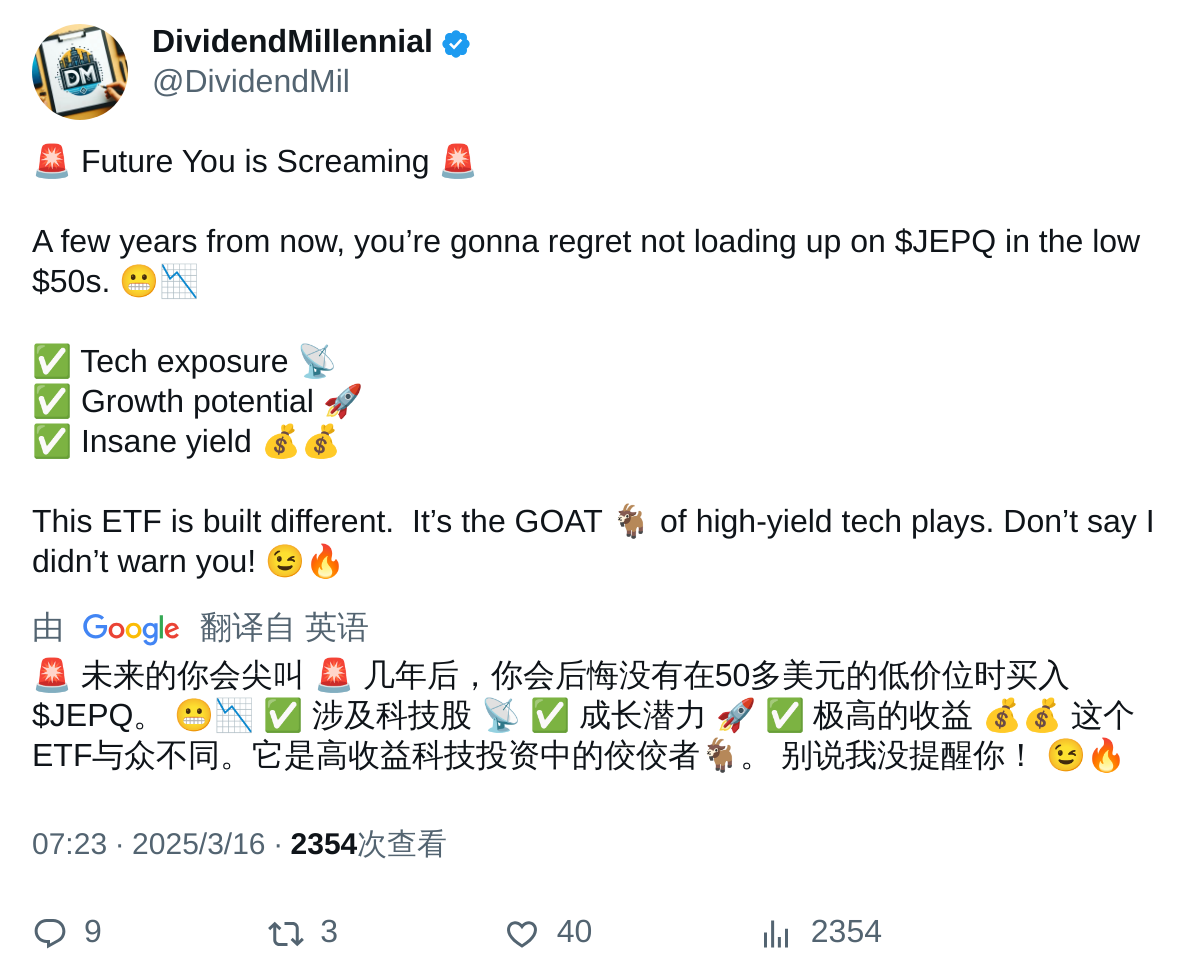 DM
DividendMillennial
@DividendMil
🚨 Future You is Screaming 🚨
A few years from now, you’re gonna regret not loading up on $JEPQ in the low
$50s. 😬📉
✅ Tech exposure 📡
✅ Growth potential 🚀
✅ Insane yield 💰💰
This ETF is built different.  It’s the GOAT 🐐 of high-yield tech plays. Don’t say I
didn’t warn you! 😉🔥
由 Google 翻译自 英语
🚨 未来的你会尖叫 🚨 几年后，你会后悔没有在50多美元的低价位时买入
$JEPQ。 😬📉 ✅ 涉及科技股 📡 ✅ 成长潜力 🚀 ✅ 极高的收益 💰💰 这个
ETF与众不同。它是高收益科技投资中的佼佼者🐐。 别说我没提醒你！ 😉🔥
07:23 · 2025/3/16 · 2354次查看
9 3 40 2354